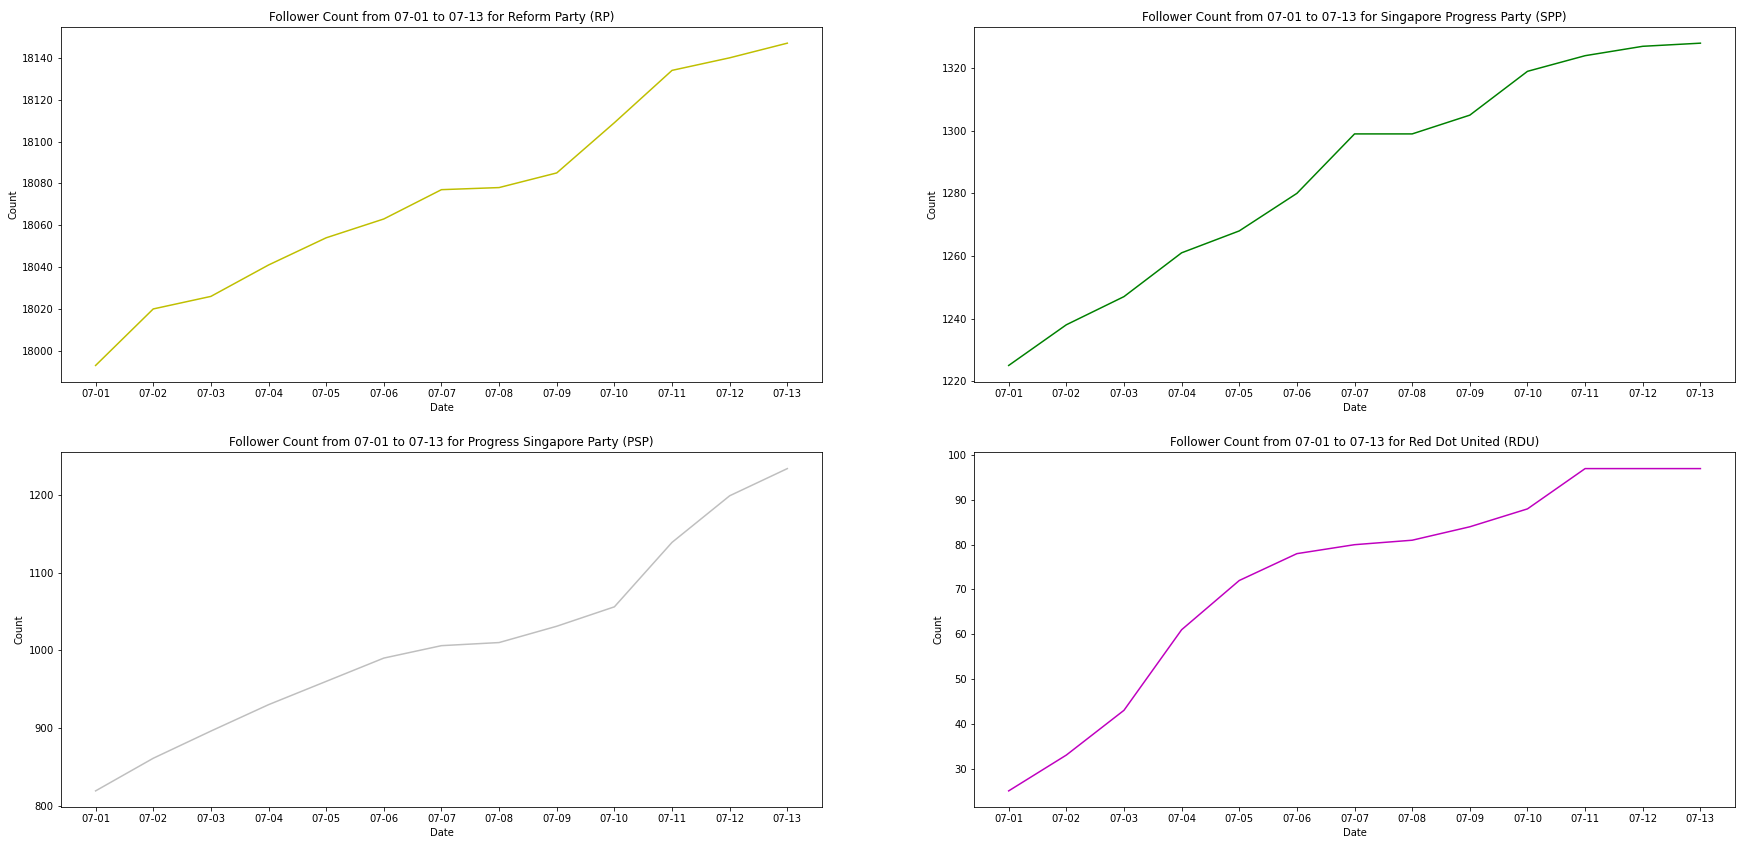 Follower Count from 07-01 to 07-13 for Reform Party (RP)
Count
18140
18120
18100
18080
18060
18040
18020
18000
07-01 07-02 07-03 07-04 07-05 07-06 07-07 07-08 07-09 07-10 07-11 07-12 07-13
Date
Follower Count from 07-01 to 07-13 for Singapore Progress Party (SPP)
Count
1320
1300
1280
1260
1240
1220
07-01 07-02 07-03 07-04 07-05 07-06 07-07 07-08 07-09 07-10 07-11 07-12 07-13
Date
Follower Count from 07-01 to 07-13 for Progress Singapore Party (PSP)
Count
1200
1100
1000
900
800
07-01 07-02 07-03 07-04 07-05 07-06 07-07 07-08 07-09 07-10 07-11 07-12 07-13
Date
Follower Count from 07-01 to 07-13 for Red Dot United (RDU)
Count
100
90
80
70
60
50
40
30
07-01 07-02 07-03 07-04 07-05 07-06 07-07 07-08 07-09 07-10 07-11 07-12 07-13
Date